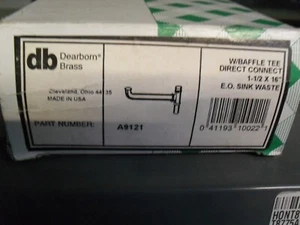 db Dearborn®
Brass
Cleveland, Ohio
MADE IN USA
PART NUMBER:
A9121
W/BAFFLE TEE
DIRECT CONNECT
1-1/2 X 16"
E.O. SINK WASTE
0 41193 10022 1